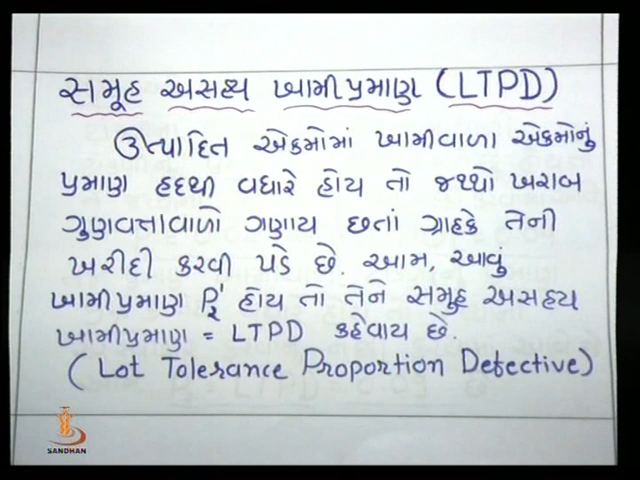 સમૂહ અસહ્ય ખામીપ્રમાણ (LTPD)
ઉત્પાદિત એકમોમાં ખામીવાળા એકમોનું
પ્રમાણ હદથી વધારે હોય તો જથ્થો ખરાબ
ગુણવત્તાવાળો ગણાય છતાં ગ્રાહકે તેની
ખરીદી કરવી પડે છે. આમ, આવું
ખામીપ્રમાણ હોય તો તેને સમૂહ અસહ્ય
ખામીપ્રમાણ = LTPD કહેવાય છે.
(Lot Tolerance Proportion Defective)
SANDHAN